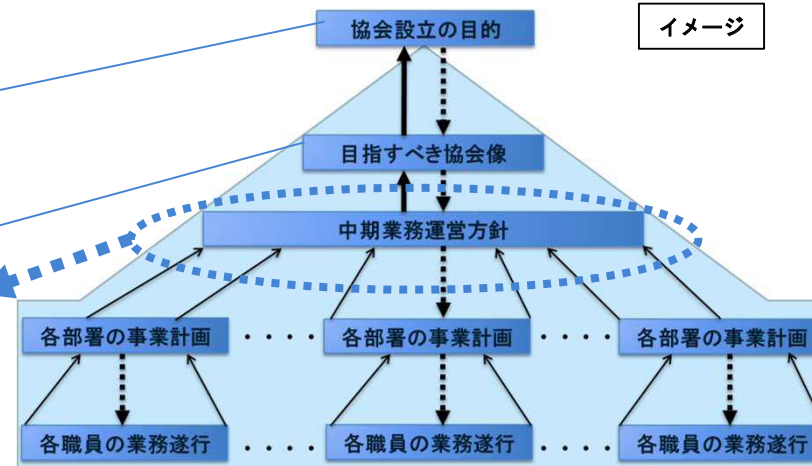 イメージ
協会設立の目的
目指すべき協会像
中期業務運営方針
各部署の事業計画 ・・・・ 各部署の事業計画 ・・・・ 各部署の事業計画
各職員の業務遂行 ・・・・ 各職員の業務遂行 ・・・・ 各職員の業務遂行